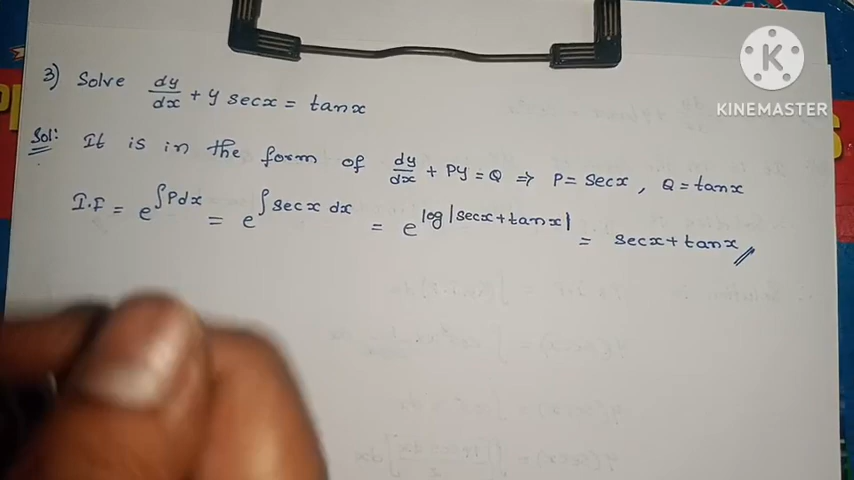 3) Solve dy/dx + y secx = tanx
Sol: It is in the form of dy/dx + Py = Q ⇒ P = secx, Q = tanx
I.F = e^∫Pdx = e^∫secx dx = e^log|secx+tanx| = secx+tanx //
K
KINEMASTER